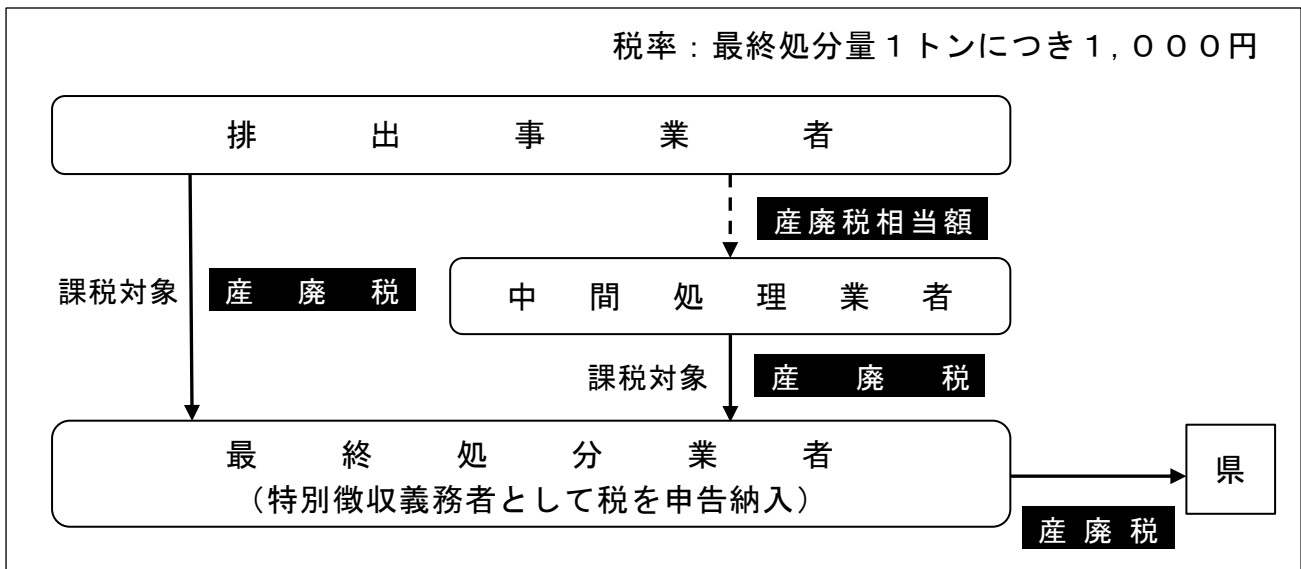 税率：最終処分量１トンにつき１，０００円
排出事業者
産廃税相当額
課税対象 産廃税
中間処理業者
課税対象 産廃税
最終処分業者
（特別徴収義務者として税を申告納入）
県
産廃税